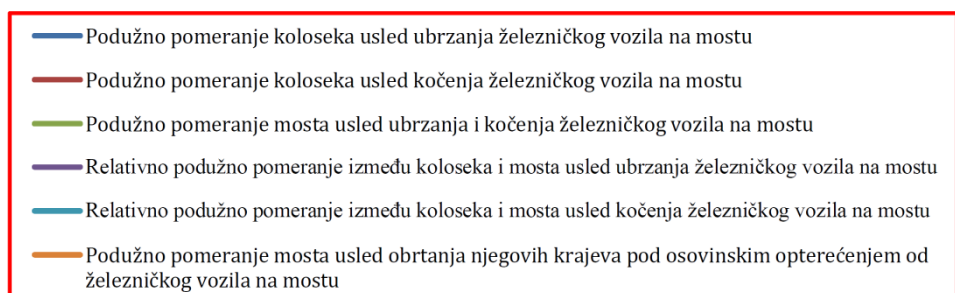 Podužno pomeranje koloseka usled ubrzanja železničkog vozila na mostu
Podužno pomeranje koloseka usled kočenja železničkog vozila na mostu
Podužno pomeranje mosta usled ubrzanja i kočenja železničkog vozila na mostu
Relativno podužno pomeranje između koloseka i mosta usled ubrzanja železničkog vozila na mostu
Relativno podužno pomeranje između koloseka i mosta usled kočenja železničkog vozila na mostu
Podužno pomeranje mosta usled obrtanja njegovih krajeva pod osovinskim opterećenjem od
železničkog vozila na mostu